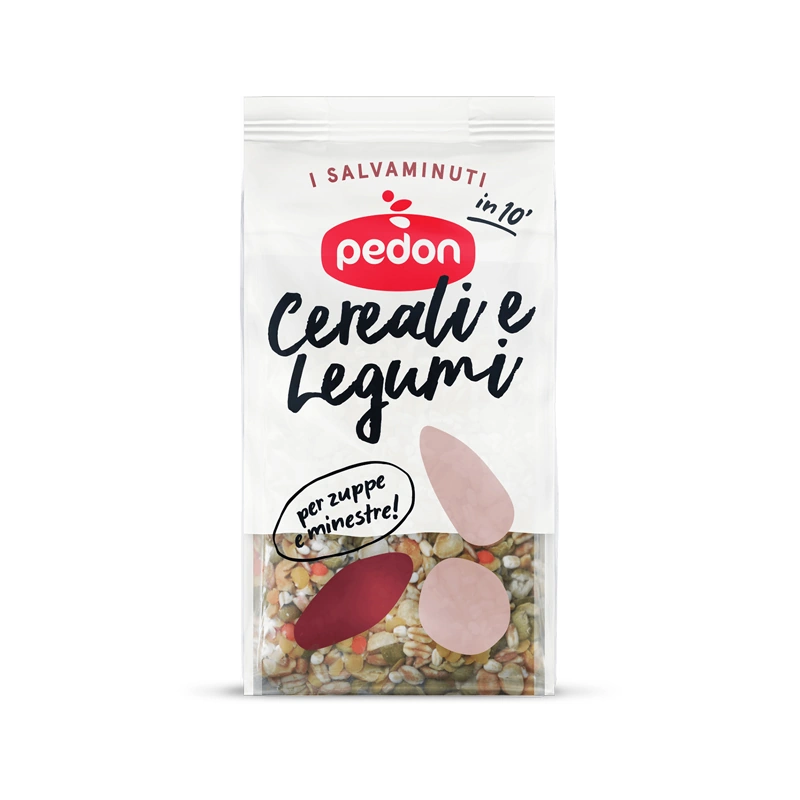 I SALVAMINUTI
in 10'
pedon
Cereali e
Legumi
per zuppe
e minestre!